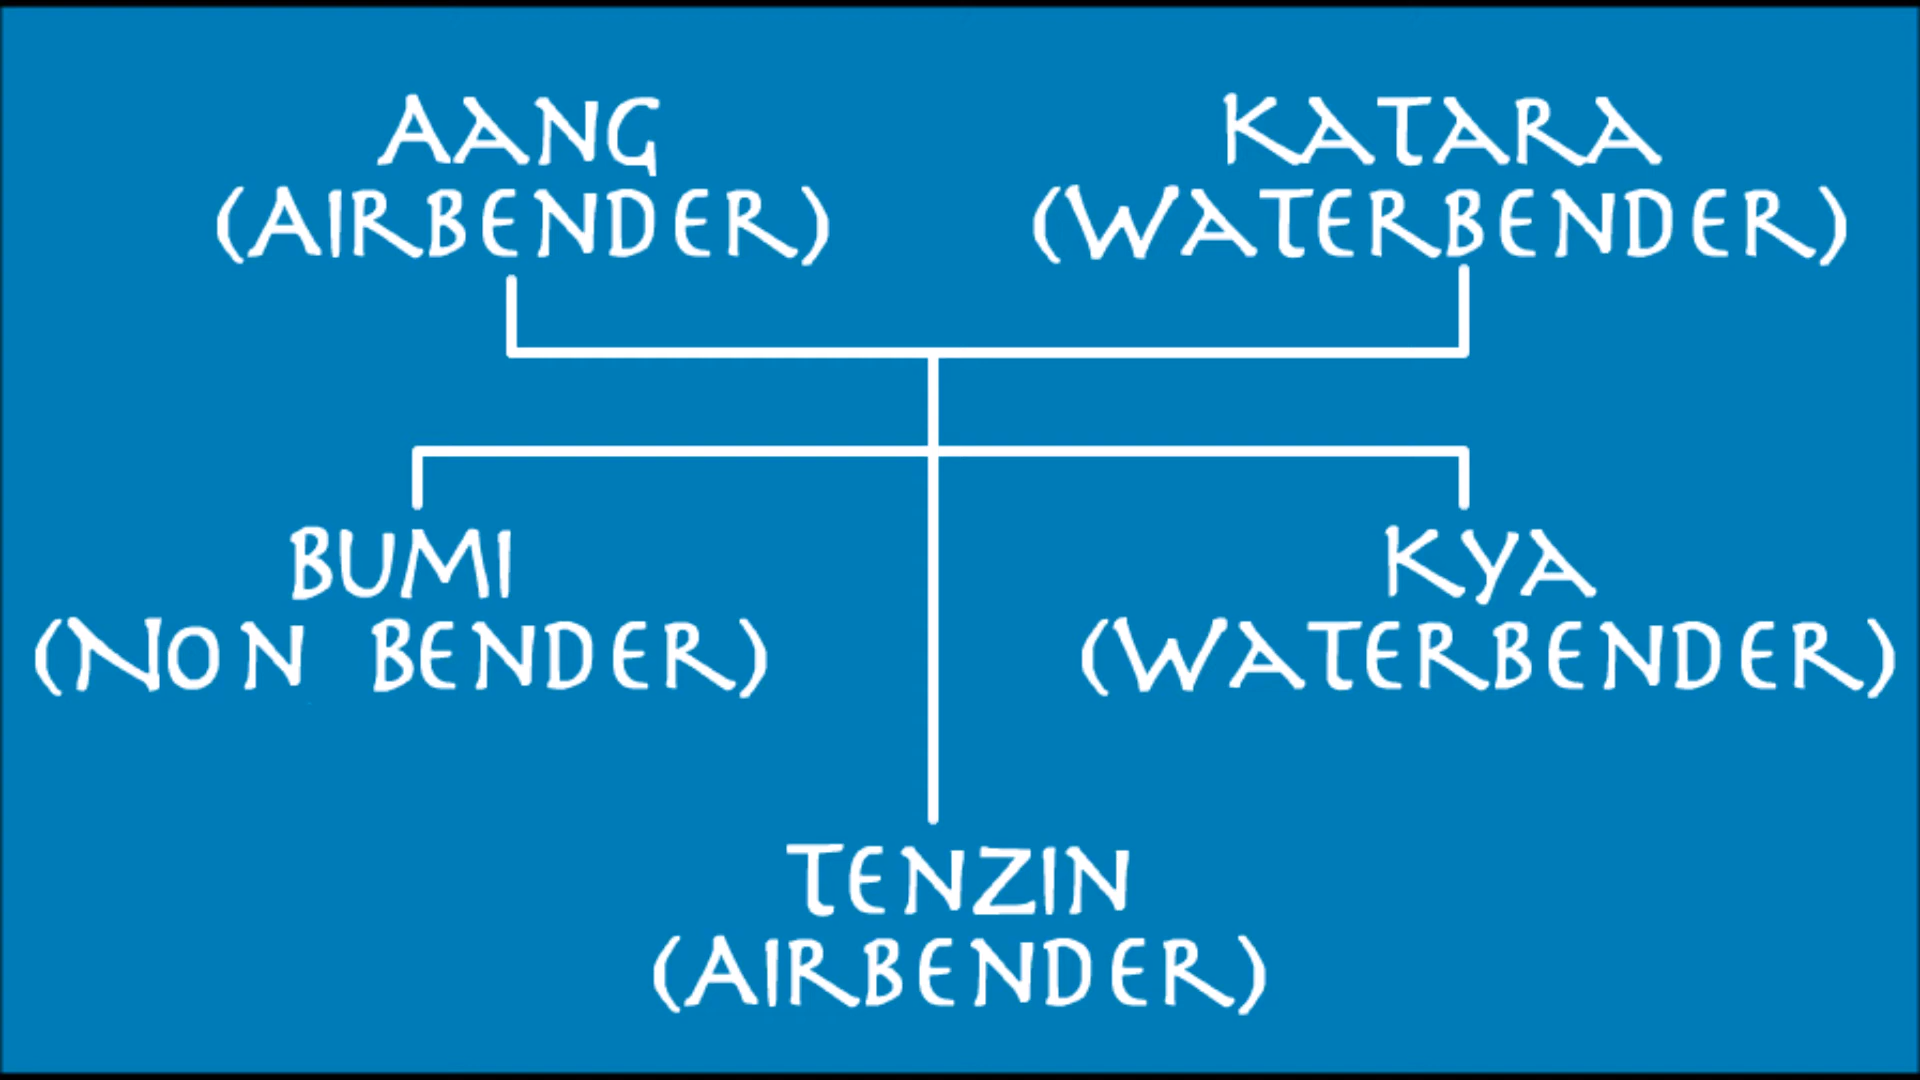 AANG
(AIRBENDER)
KATARA
(WATERBENDER)
BUMI
(NON BENDER)
KYA
(WATERBENDER)
TENZIN
(AIRBENDER)